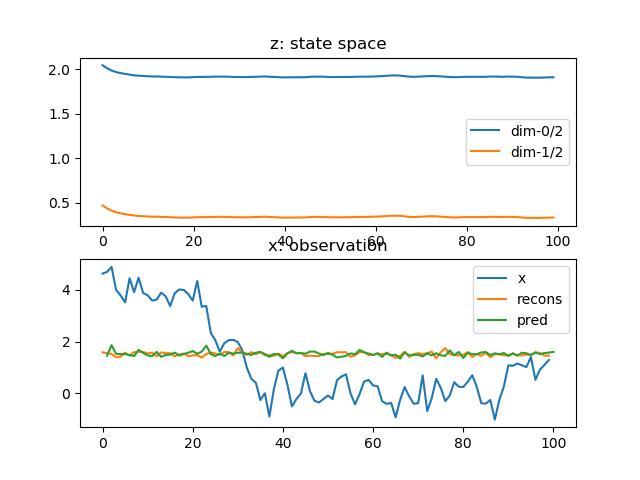 z: state space
2.0
1.5
1.0
0.5
dim-0/2
dim-1/2
0 20 40 60 80 100
x: observation
4
2
0
x
recons
pred
0 20 40 60 80 100